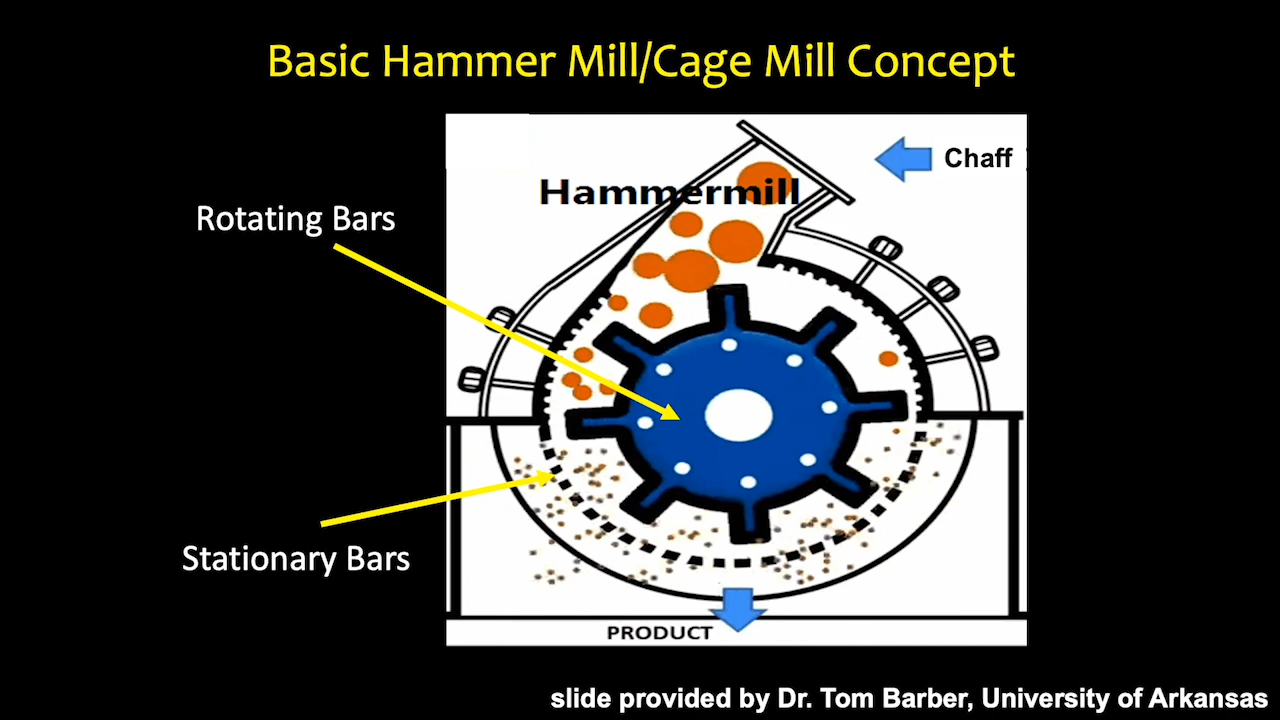 Basic Hammer Mill/Cage Mill Concept
Chaff
Hammermill
Rotating Bars
Stationary Bars
PRODUCT
slide provided by Dr. Tom Barber, University of Arkansas